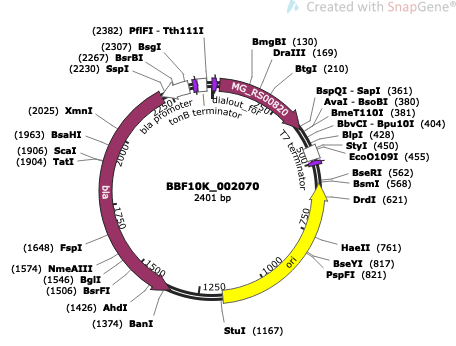 Created with SnapGene®
(2382) PflFI - Tth111I
(2307) BsgI
(2267) BsrBI
(2230) SspI
BmgBI (130)
DraIII (169)
BtgI (210)
BspQI - SapI (361)
AvaI - BsoBI (380)
BmeT110I (381)
BbvCI - Bpu10I (404)
BlpI (428)
StyI (450)
EcoO109I (455)
BseRI (562)
BsmI (568)
DrdI (621)
HaeII (761)
BseYI (817)
PspFI (821)
StuI (1167)
(2025) XmnI
(1963) BsaHI
(1906) ScaI
(1904) TatI
(1648) FspI
(1574) NmeAIII
(1546) BglI
(1506) BsrFI
(1426) AhdI
(1374) BanI
BBF10K_002070
2401 bp
MG_RS00820
dialout_for
T7 terminator
tonB terminator
bla promoter
bla
ori
250
500
750
1000
1250
1500
1750
2000
2250